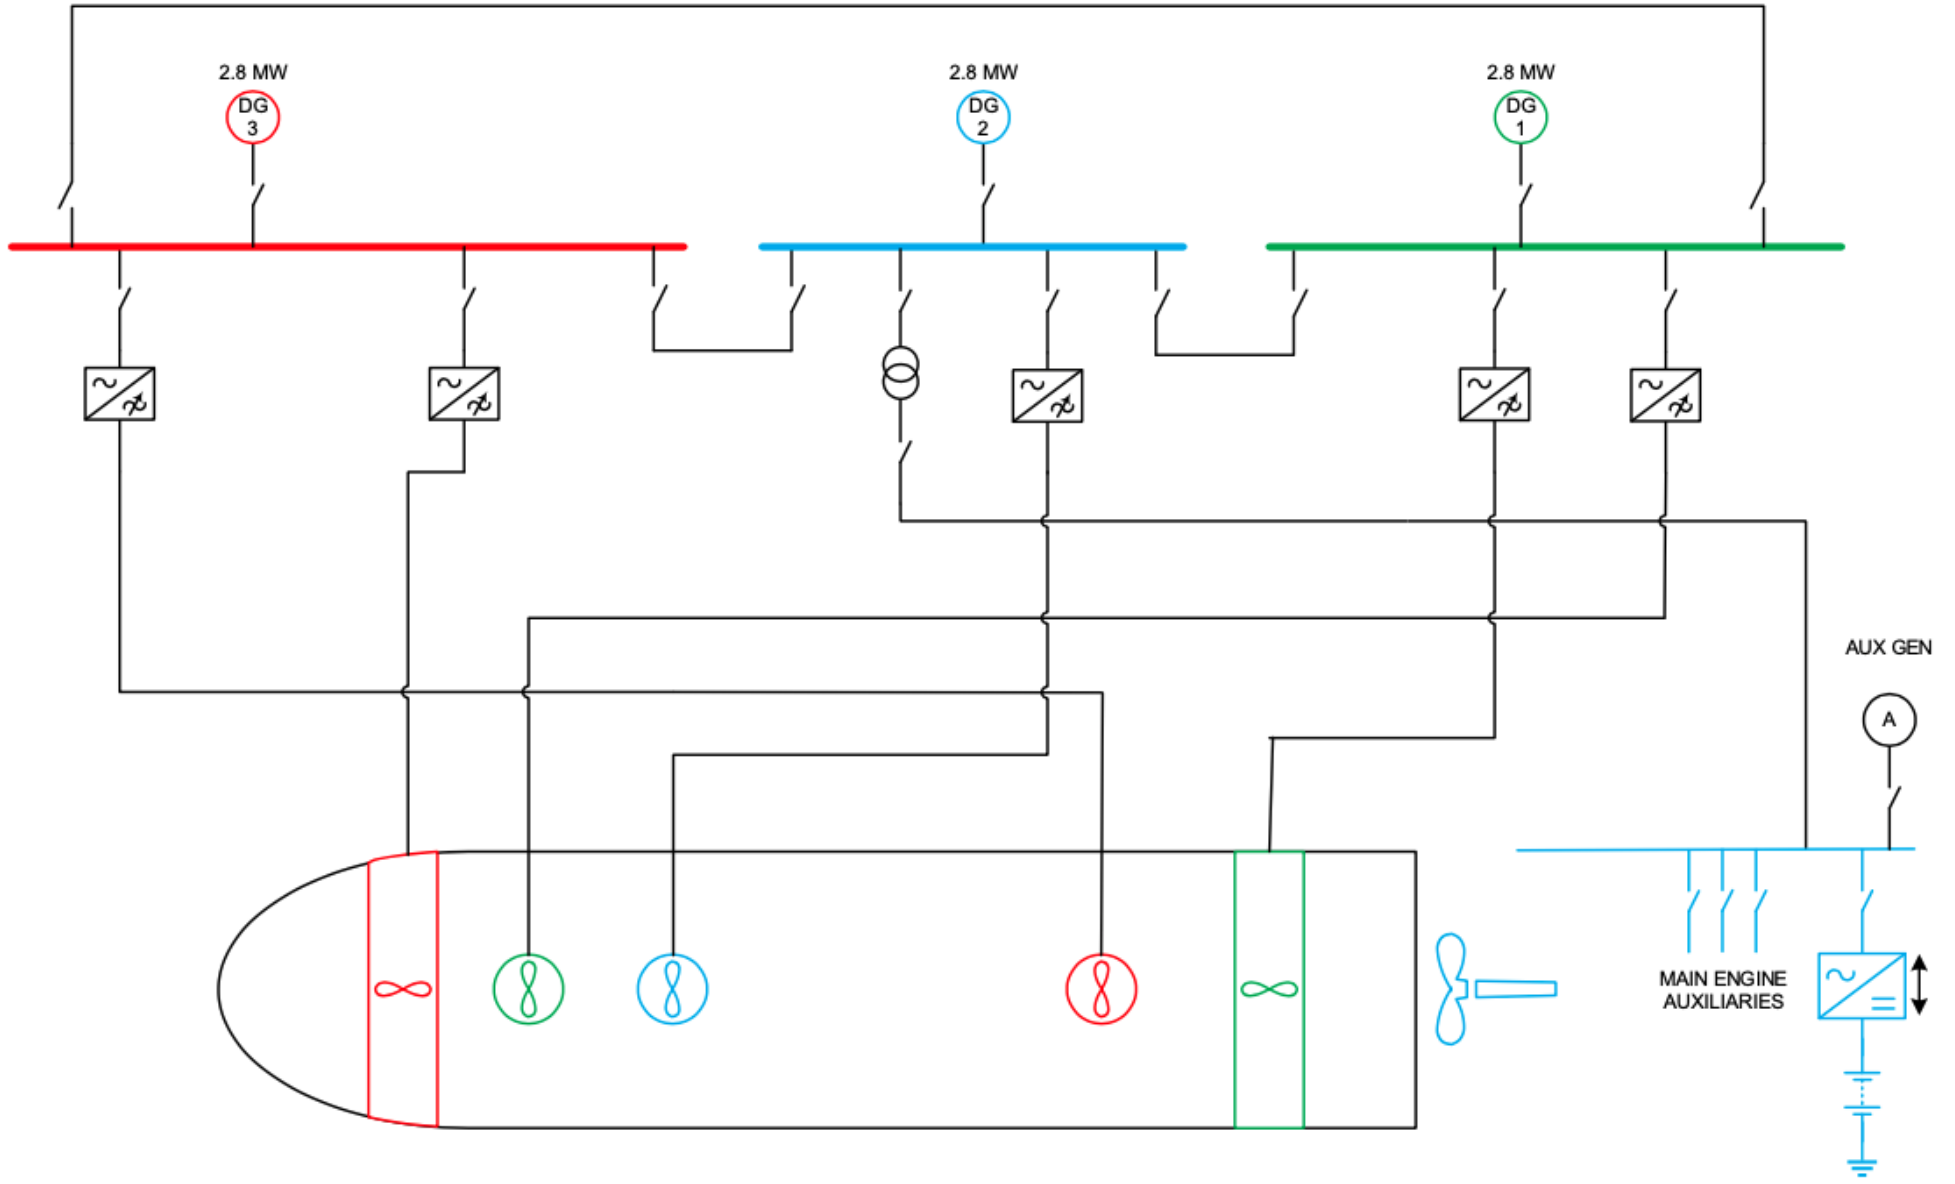 2.8 MW
DG
3
2.8 MW
DG
2
2.8 MW
DG
1
AUX GEN
A
MAIN ENGINE
AUXILIARIES